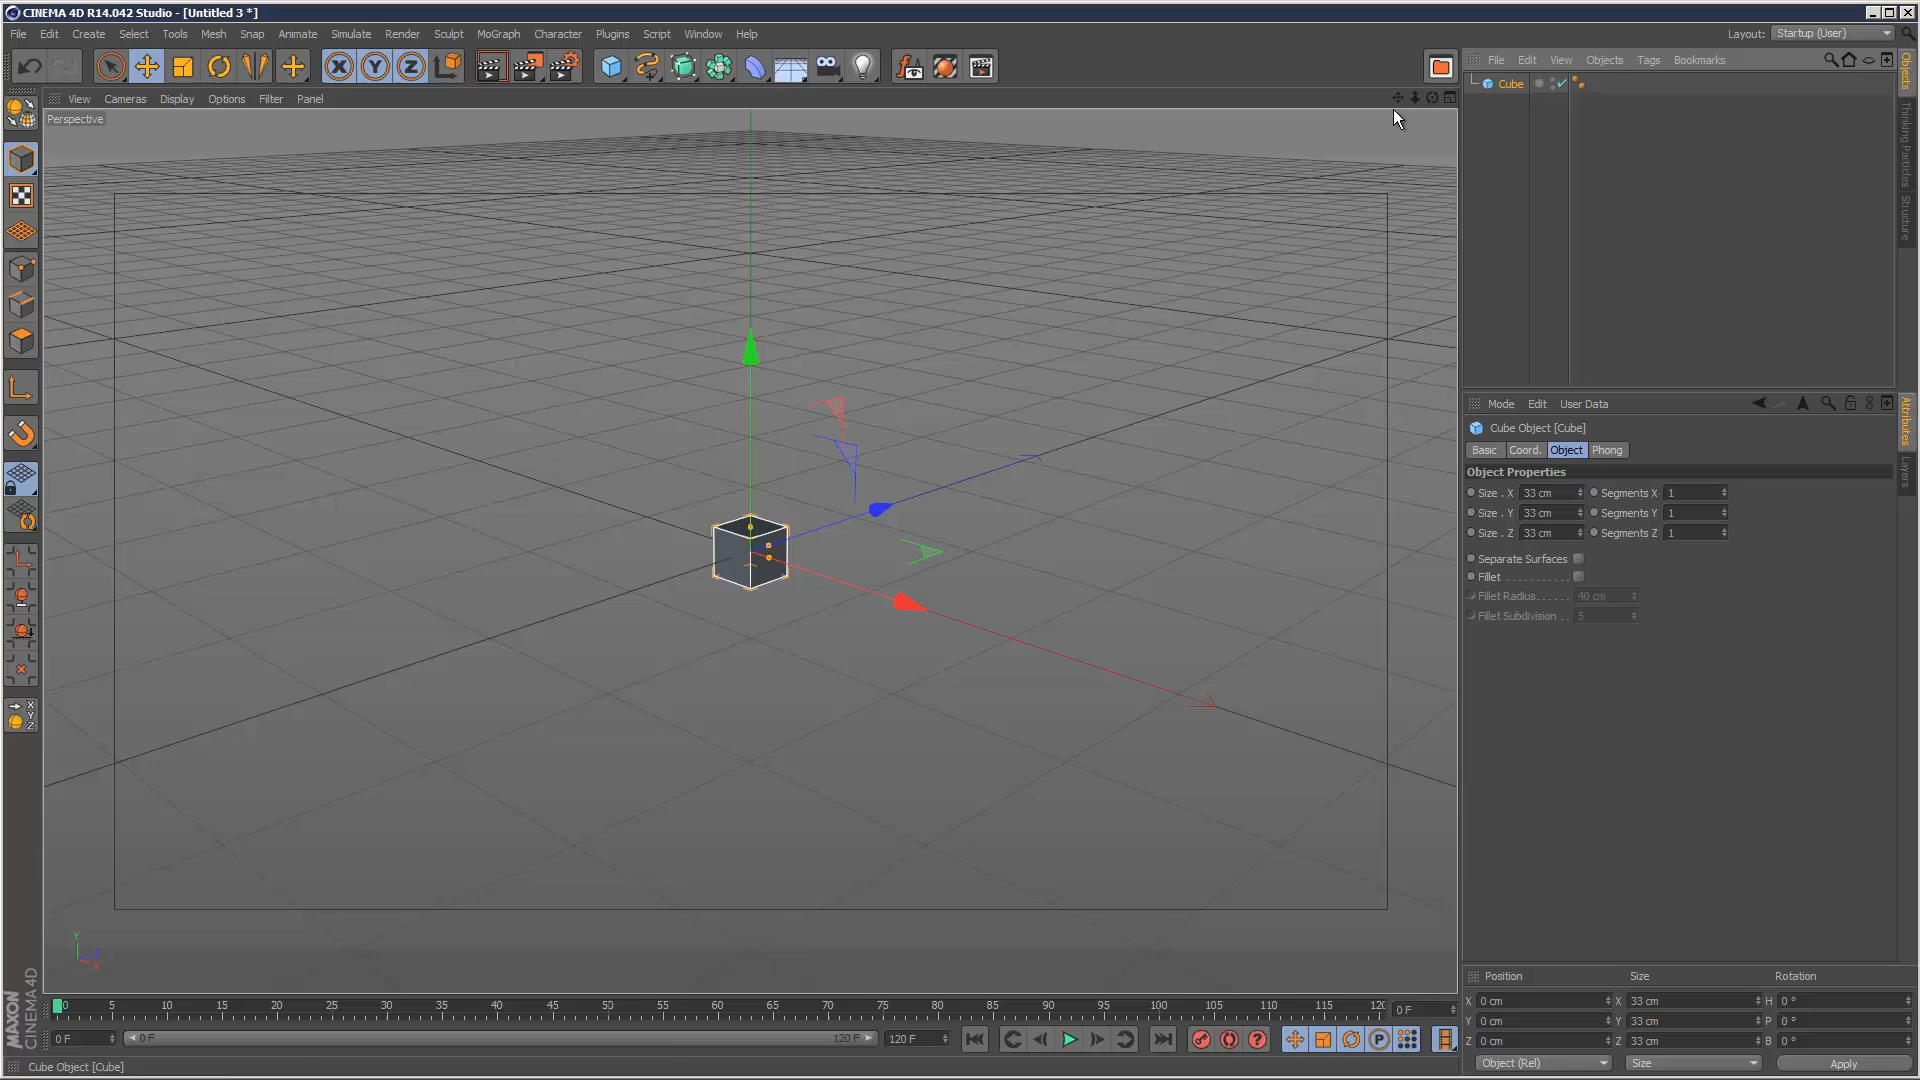 CINEMA 4D R14.042 Studio - [Untitled 3 *]
File Edit Create Select Tools Mesh Snap Animate Simulate Render Sculpt MoGraph Character Plugins Script Window Help
Layout: Startup (User)
X Y Z
View Cameras Display Options Filter Panel
Perspective
File Edit View Objects Tags Bookmarks
Cube
Objects
Thinking Particles
Structure
Mode Edit User Data
Cube Object [Cube]
Basic Coord. Object Phong
Object Properties
Size . X 33 cm Segments X 1
Size . Y 33 cm Segments Y 1
Size . Z 33 cm Segments Z 1
Separate Surfaces
Fillet . . . . . . . . . . .
Fillet Radius. . . . . . 40 cm
Fillet Subdivision . . 5
Attributes
Layers
X
Y
Z
Y
Z
X
MAXON
CINEMA 4D
0 5 10 15 20 25 30 35 40 45 50 55 60 65 70 75 80 85 90 95 100 105 110 115 120 0 F
0 F 0 F 120 F 120 F
P
Position Size Rotation
X 0 cm X 33 cm H 0 °
Y 0 cm Y 33 cm P 0 °
Z 0 cm Z 33 cm B 0 °
Object (Rel) Size Apply
Cube Object [Cube]